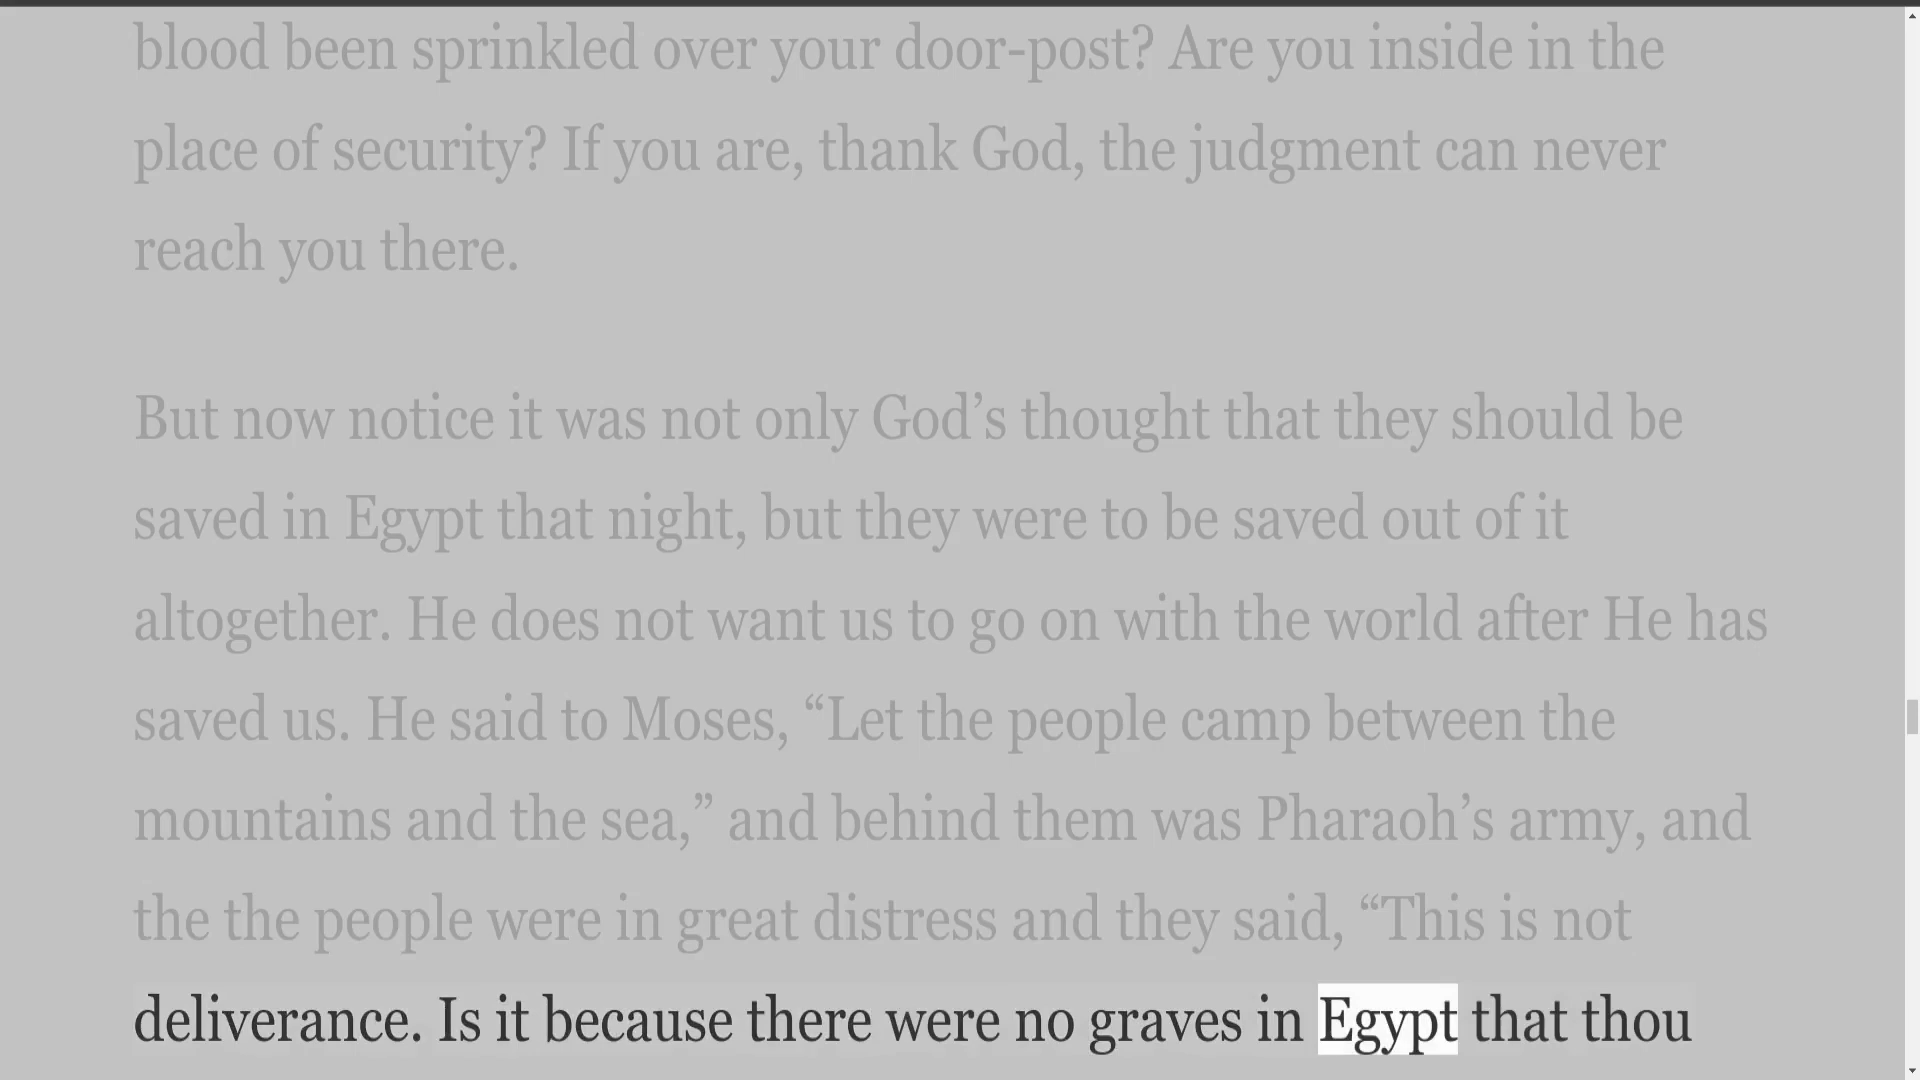 blood been sprinkled over your door-post? Are you inside in the
place of security? If you are, thank God, the judgment can never
reach you there.
But now notice it was not only God’s thought that they should be
saved in Egypt that night, but they were to be saved out of it
altogether. He does not want us to go on with the world after He has
saved us. He said to Moses, “Let the people camp between the
mountains and the sea,” and behind them was Pharaoh’s army, and
the the people were in great distress and they said, “This is not
deliverance. Is it because there were no graves in Egypt that thou